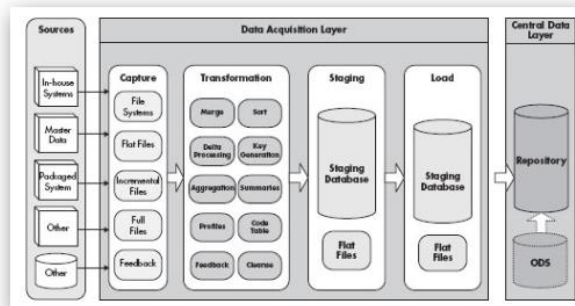 Sources
In-house
Systems
Master
Data
Packaged
System
Other
Other
Data Acquisition Layer
Capture
File
Systems
Flat Files
Incremental
Files
Full
Files
Feedback
Transformation
Merge
Sort
Delta
Processing
Key
Generation
Aggregation
Summaries
Profiles
Code
Table
Feedback
Cleanse
Staging
Staging
Database
Flat
Files
Load
Staging
Database
Flat
Files
Central Data
Layer
Repository
ODS